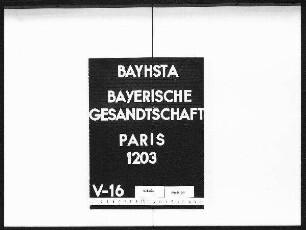 BAYHSTA
BAYERISCHE
GESANDTSCHAFT
PARIS
1203
V-16